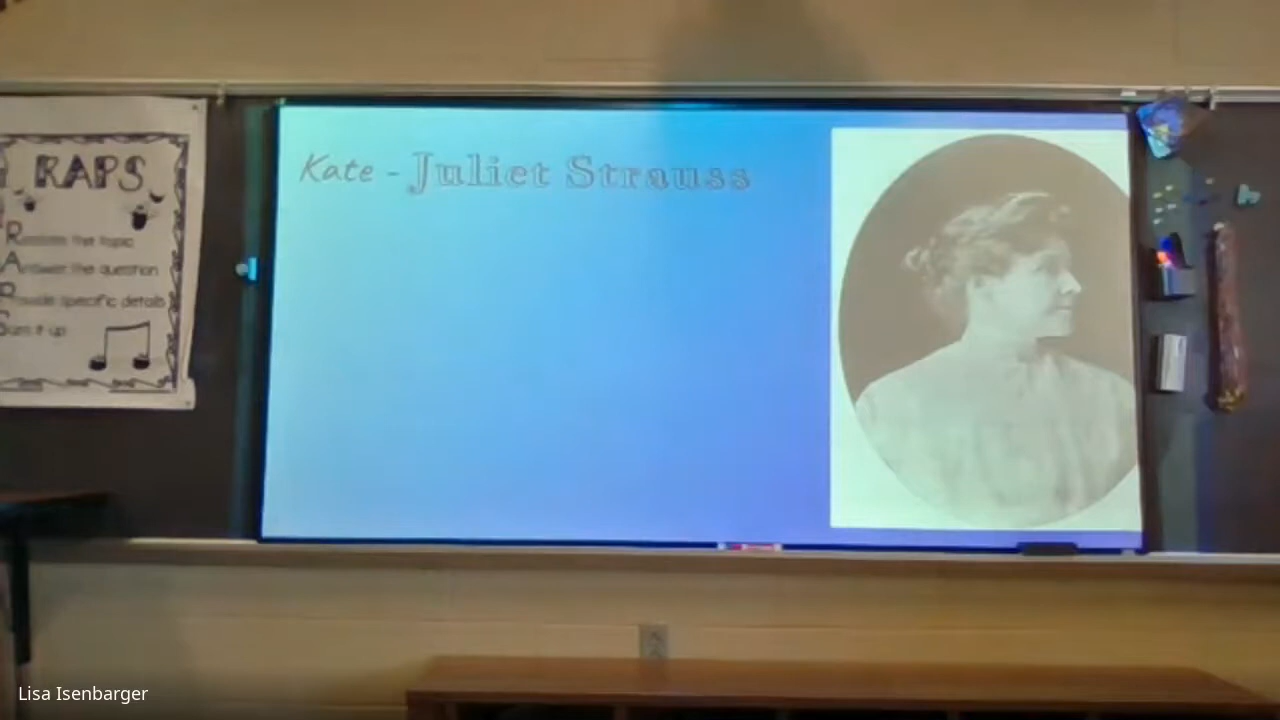 RAPS
Restate the topic
Answer the question
Provide specific details
Sum it up
Kate - Juliet Strauss
Lisa Isenbarger